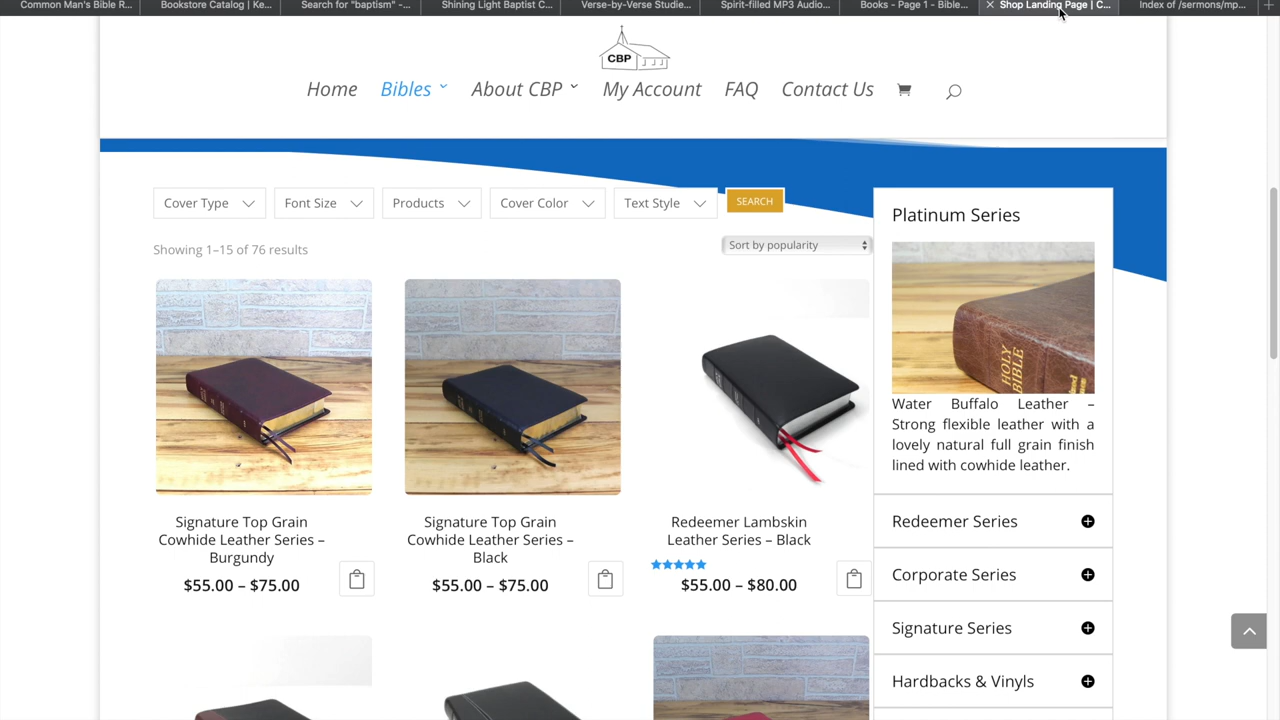 Common Man's Bible R...
Bookstore Catalog | Ke...
Search for "baptism" -...
Shining Light Baptist C...
Verse-by-Verse Studie...
Spirit-filled MP3 Audio...
Books - Page 1 - Bible...
Shop Landing Page | C...
Index of /sermons/mp...
CBP
Home
Bibles
About CBP
My Account
FAQ
Contact Us
Cover Type
Font Size
Products
Cover Color
Text Style
SEARCH
Showing 1–15 of 76 results
Sort by popularity
Signature Top Grain
Cowhide Leather Series –
Burgundy
$55.00 – $75.00
Signature Top Grain
Cowhide Leather Series –
Black
$55.00 – $75.00
Redeemer Lambskin
Leather Series – Black
$55.00 – $80.00
Platinum Series
HOLY
BIBLE
Water Buffalo Leather –
Strong flexible leather with a
lovely natural full grain finish
lined with cowhide leather.
Redeemer Series
Corporate Series
Signature Series
Hardbacks & Vinyls